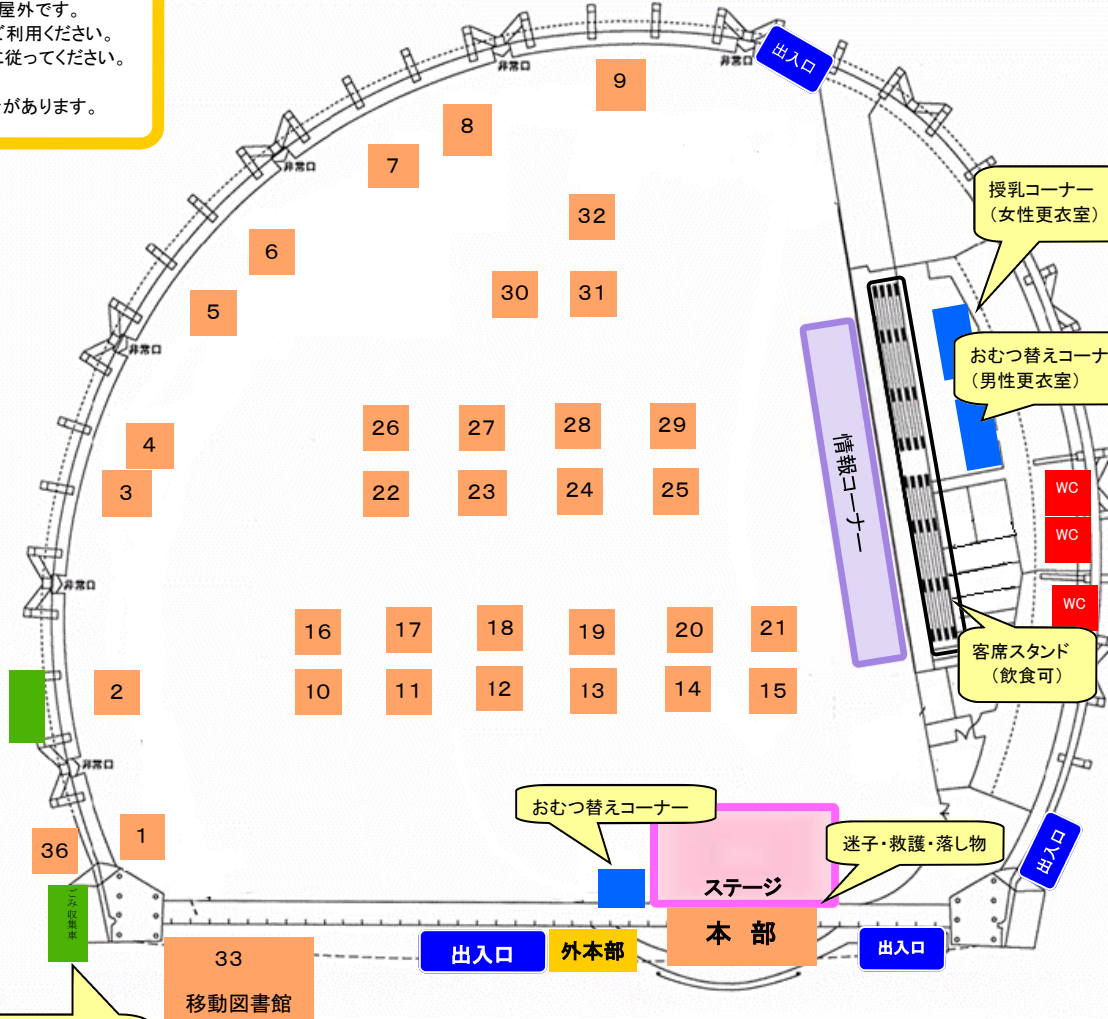 屋外です。
ご利用ください。
に従ってください。
があります。
出入口
非常口
非常口
9
8
7
非常口
授乳コーナー
（女性更衣室）
32
6
30
31
5
非常口
おむつ替えコーナ
（男性更衣室）
26
27
28
29
4
情報コーナー
3
22
23
24
25
WC
WC
非常口
WC
16
17
18
19
20
21
客席スタンド
（飲食可）
2
10
11
12
13
14
15
非常口
おむつ替えコーナー
1
36
迷子・救護・落し物
出入口
ステージ
ごみ収集車
本 部
出入口
外本部
出入口
33
移動図書館